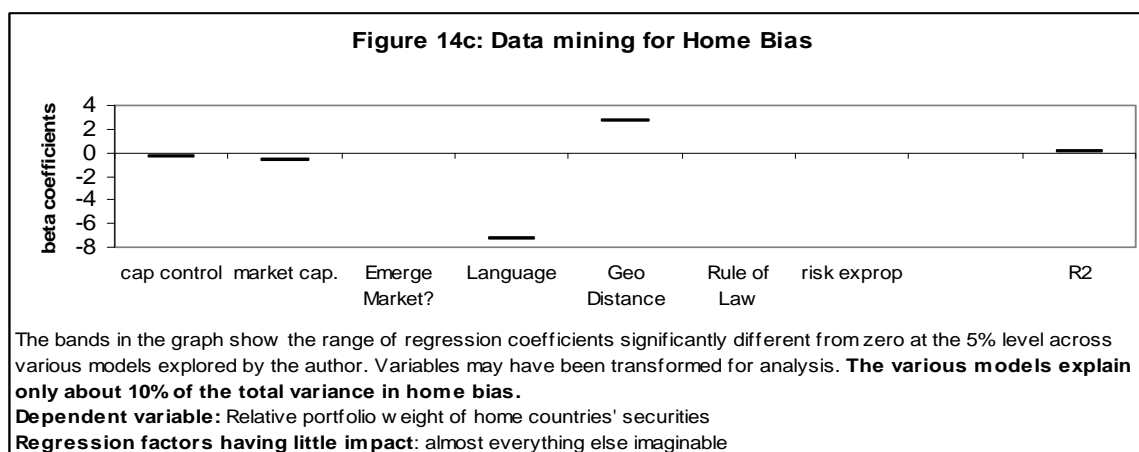 Figure 14c: Data mining for Home Bias
beta coefficients
4
2
0
-2
-4
-6
-8
cap control market cap. Emerge Market? Language Geo Distance Rule of Law risk exprop R2
The bands in the graph show the range of regression coefficients significantly different from zero at the 5% level across
various models explored by the author. Variables may have been transformed for analysis. The various models explain
only about 10% of the total variance in home bias.
Dependent variable: Relative portfolio weight of home countries' securities
Regression factors having little impact: almost everything else imaginable